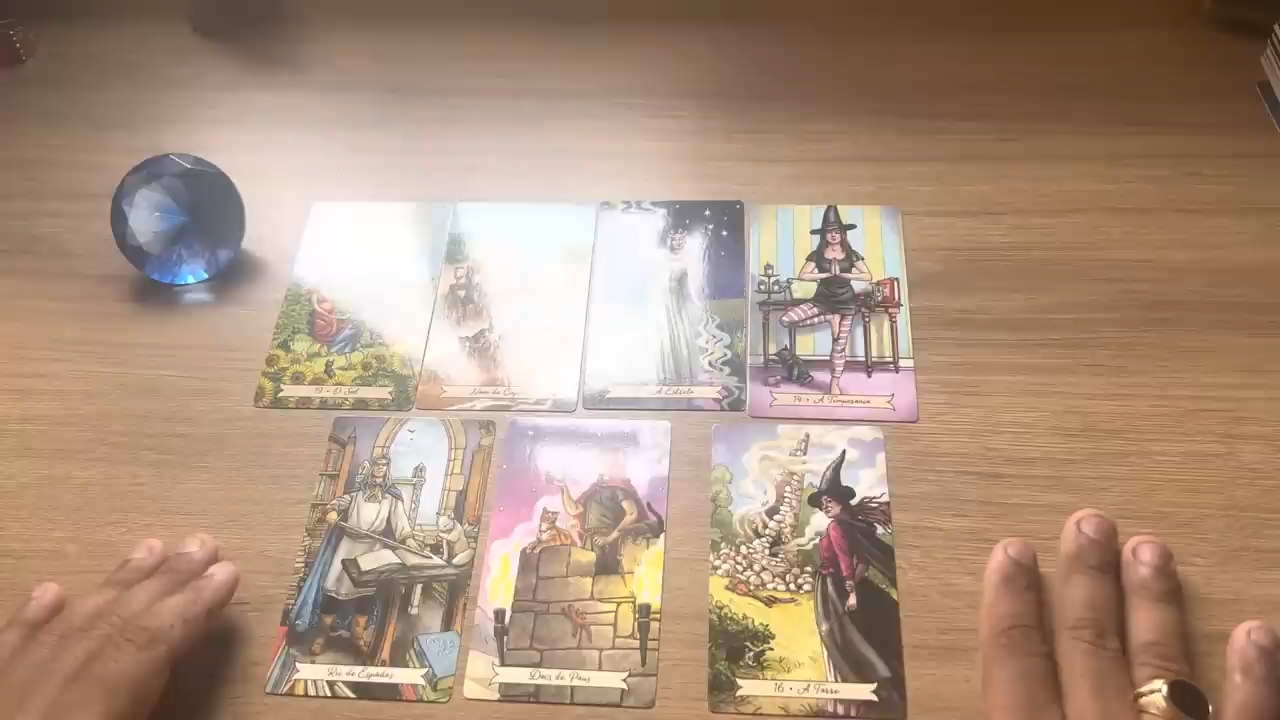 19 • O Sol
A Estrela
14 • A Temperança
Rei de Espadas
Dois de Paus
16 • A Torre